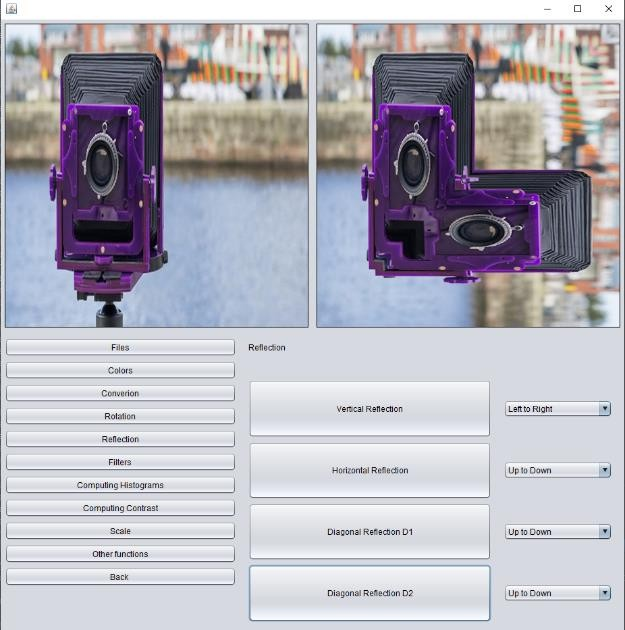 Files
Reflection
Colors
Converion
Vertical Reflection
Left to Right
Rotation
Reflection
Filters
Horizontal Reflection
Up to Down
Computing Histograms
Computing Contrast
Scale
Diagonal Reflection D1
Up to Down
Other functions
Back
Diagonal Reflection D2
Up to Down